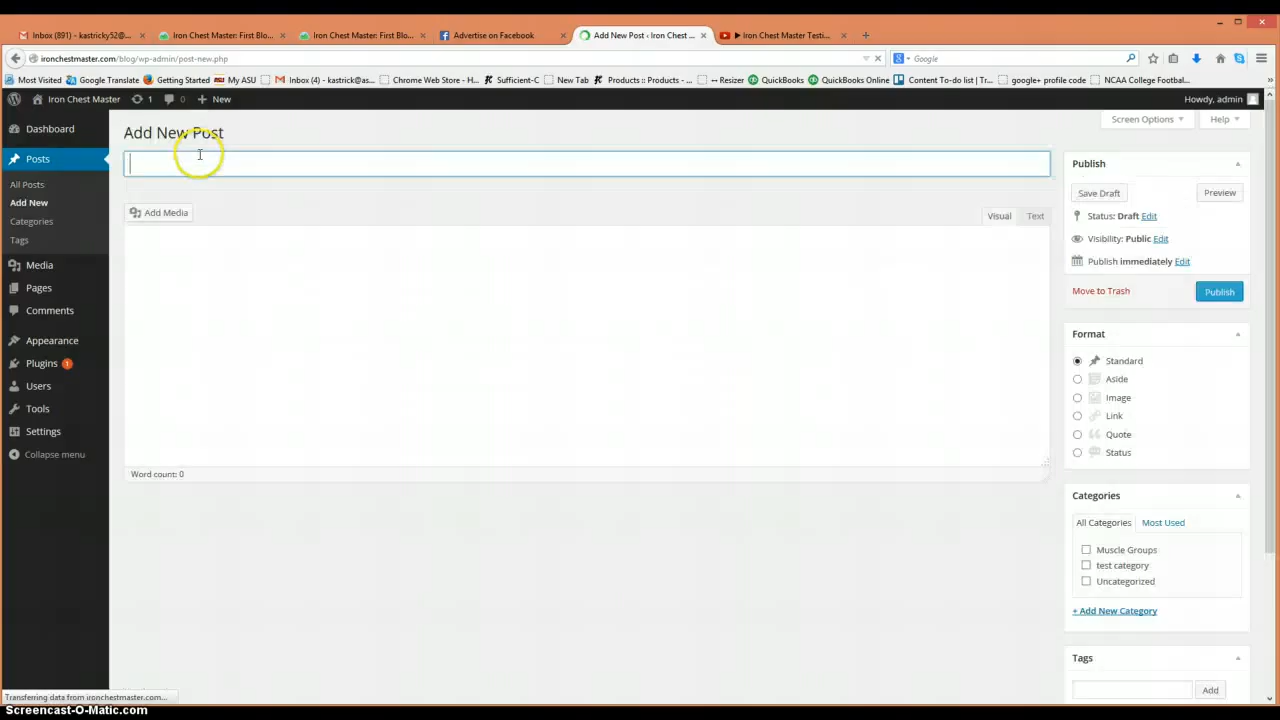 Inbox (891) - kastricky52@...
Iron Chest Master: First Blo...
Iron Chest Master: First Blo...
Advertise on Facebook
Add New Post ‹ Iron Chest ...
▶ Iron Chest Master Testi...
ironchestmaster.com/blog/wp-admin/post-new.php
Google
Most Visited
Google Translate
Getting Started
My ASU
Inbox (4) - kastrick@as...
Chrome Web Store - H...
Sufficient-C
New Tab
Products :: Products - ...
↔ Resizer
QuickBooks
QuickBooks Online
Content To-do list | Tr...
google+ profile code
NCAA College Footbal...
Iron Chest Master
1
0
+ New
Howdy, admin
Dashboard
Posts
All Posts
Add New
Categories
Tags
Media
Pages
Comments
Appearance
Plugins 1
Users
Tools
Settings
Collapse menu
Add New Post
Screen Options
Help
Add Media
Visual
Text
Word count: 0
Publish
Save Draft
Preview
Status: Draft Edit
Visibility: Public Edit
Publish immediately Edit
Move to Trash
Publish
Format
Standard
Aside
Image
Link
Quote
Status
Categories
All Categories
Most Used
Muscle Groups
test category
Uncategorized
+ Add New Category
Tags
Add
Transferring data from ironchestmaster.com...
Screencast-O-Matic.com